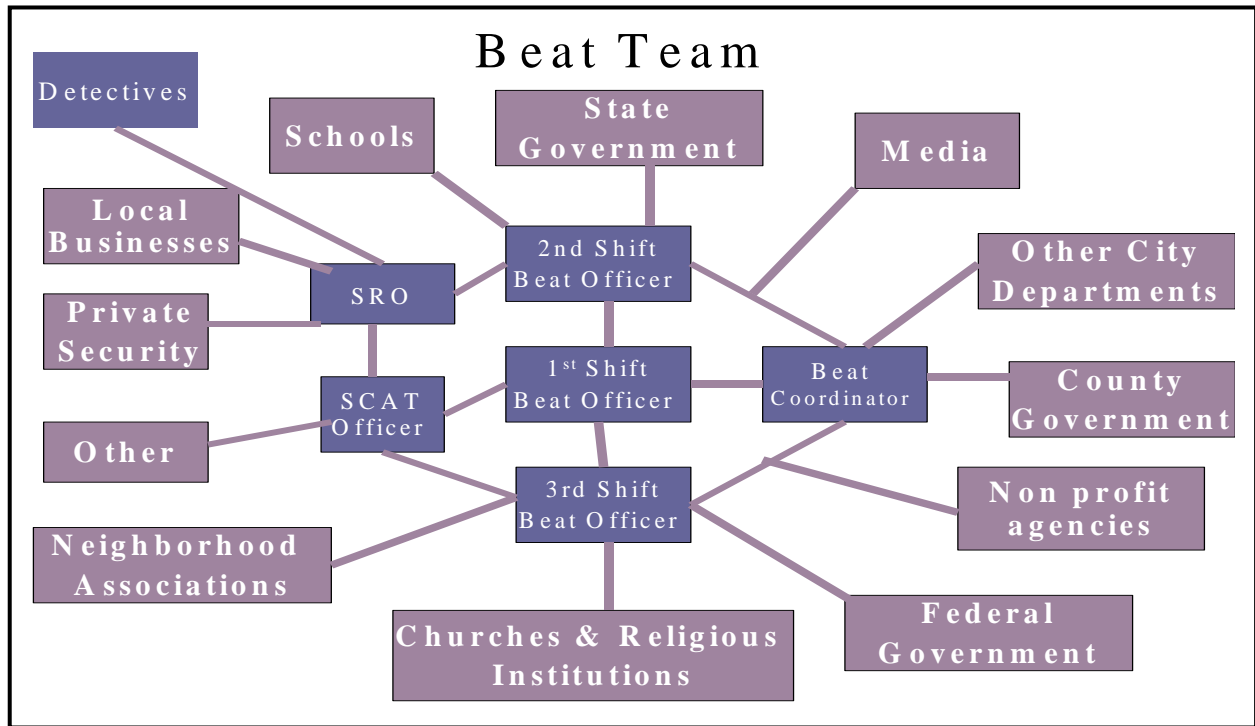 Beat Team
Detectives
Schools
State
Government
Media
Local
Businesses
2nd Shift
Beat Officer
Other City
Departments
SRO
Private
Security
1st Shift
Beat Officer
Beat
Coordinator
County
Government
SCAT
Officer
Other
3rd Shift
Beat Officer
Non profit
agencies
Neighborhood
Associations
Churches & Religious
Institutions
Federal
Government